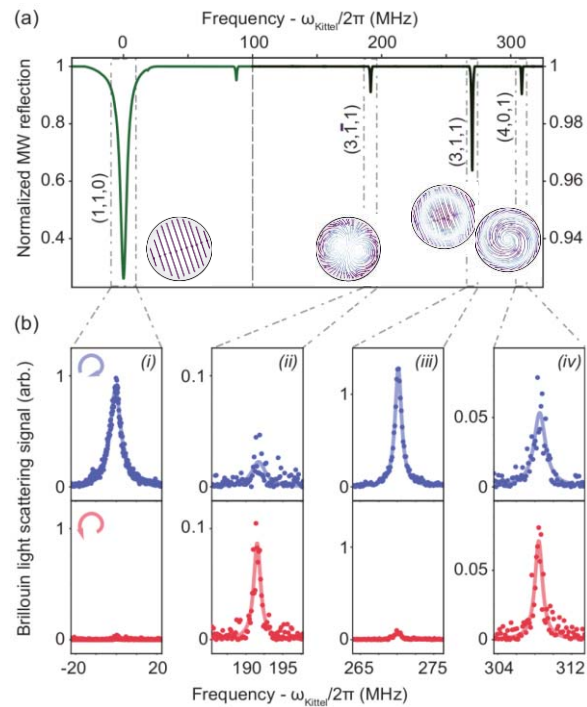 (a)
Frequency - ω_Kittel/2π (MHz)
0 100 200 300
Normalized MW reflection
1
0.8
0.6
0.4
1
0.98
0.96
0.94
(1,1,0)
(3,1̄,1)
(3,1,1)
(4,0,1)
(b)
Brillouin light scattering signal (arb.)
(i) (ii) (iii) (iv)
1 0.1 1 0.05
0 0 0 0
1 0.1 1 0.05
0 0 0 0
-20 20 190 195 265 275 304 312
Frequency - ω_Kittel/2π (MHz)